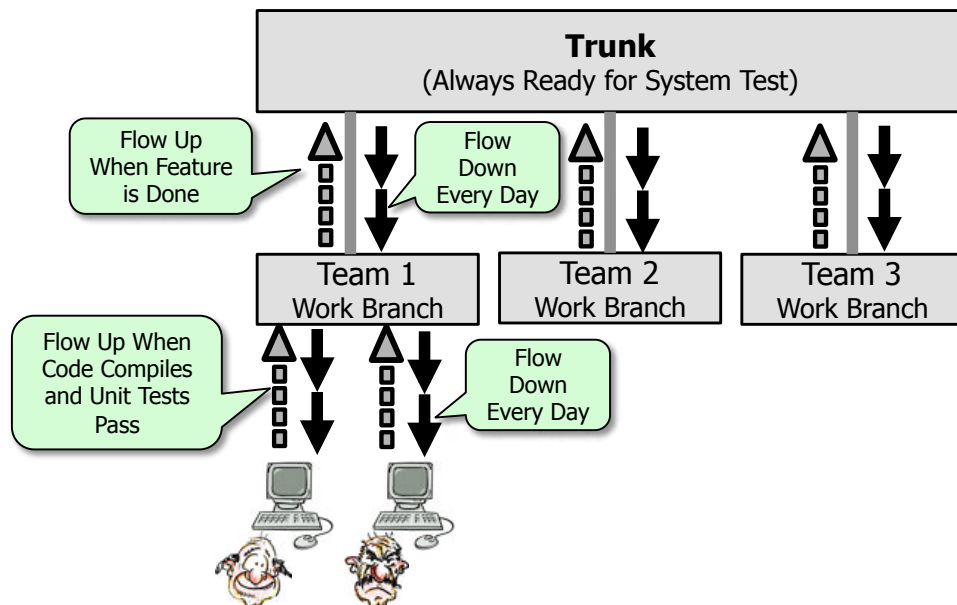 Trunk
(Always Ready for System Test)
Flow Up
When Feature
is Done
Flow
Down
Every Day
Team 1
Work Branch
Team 2
Work Branch
Team 3
Work Branch
Flow Up When
Code Compiles
and Unit Tests
Pass
Flow
Down
Every Day